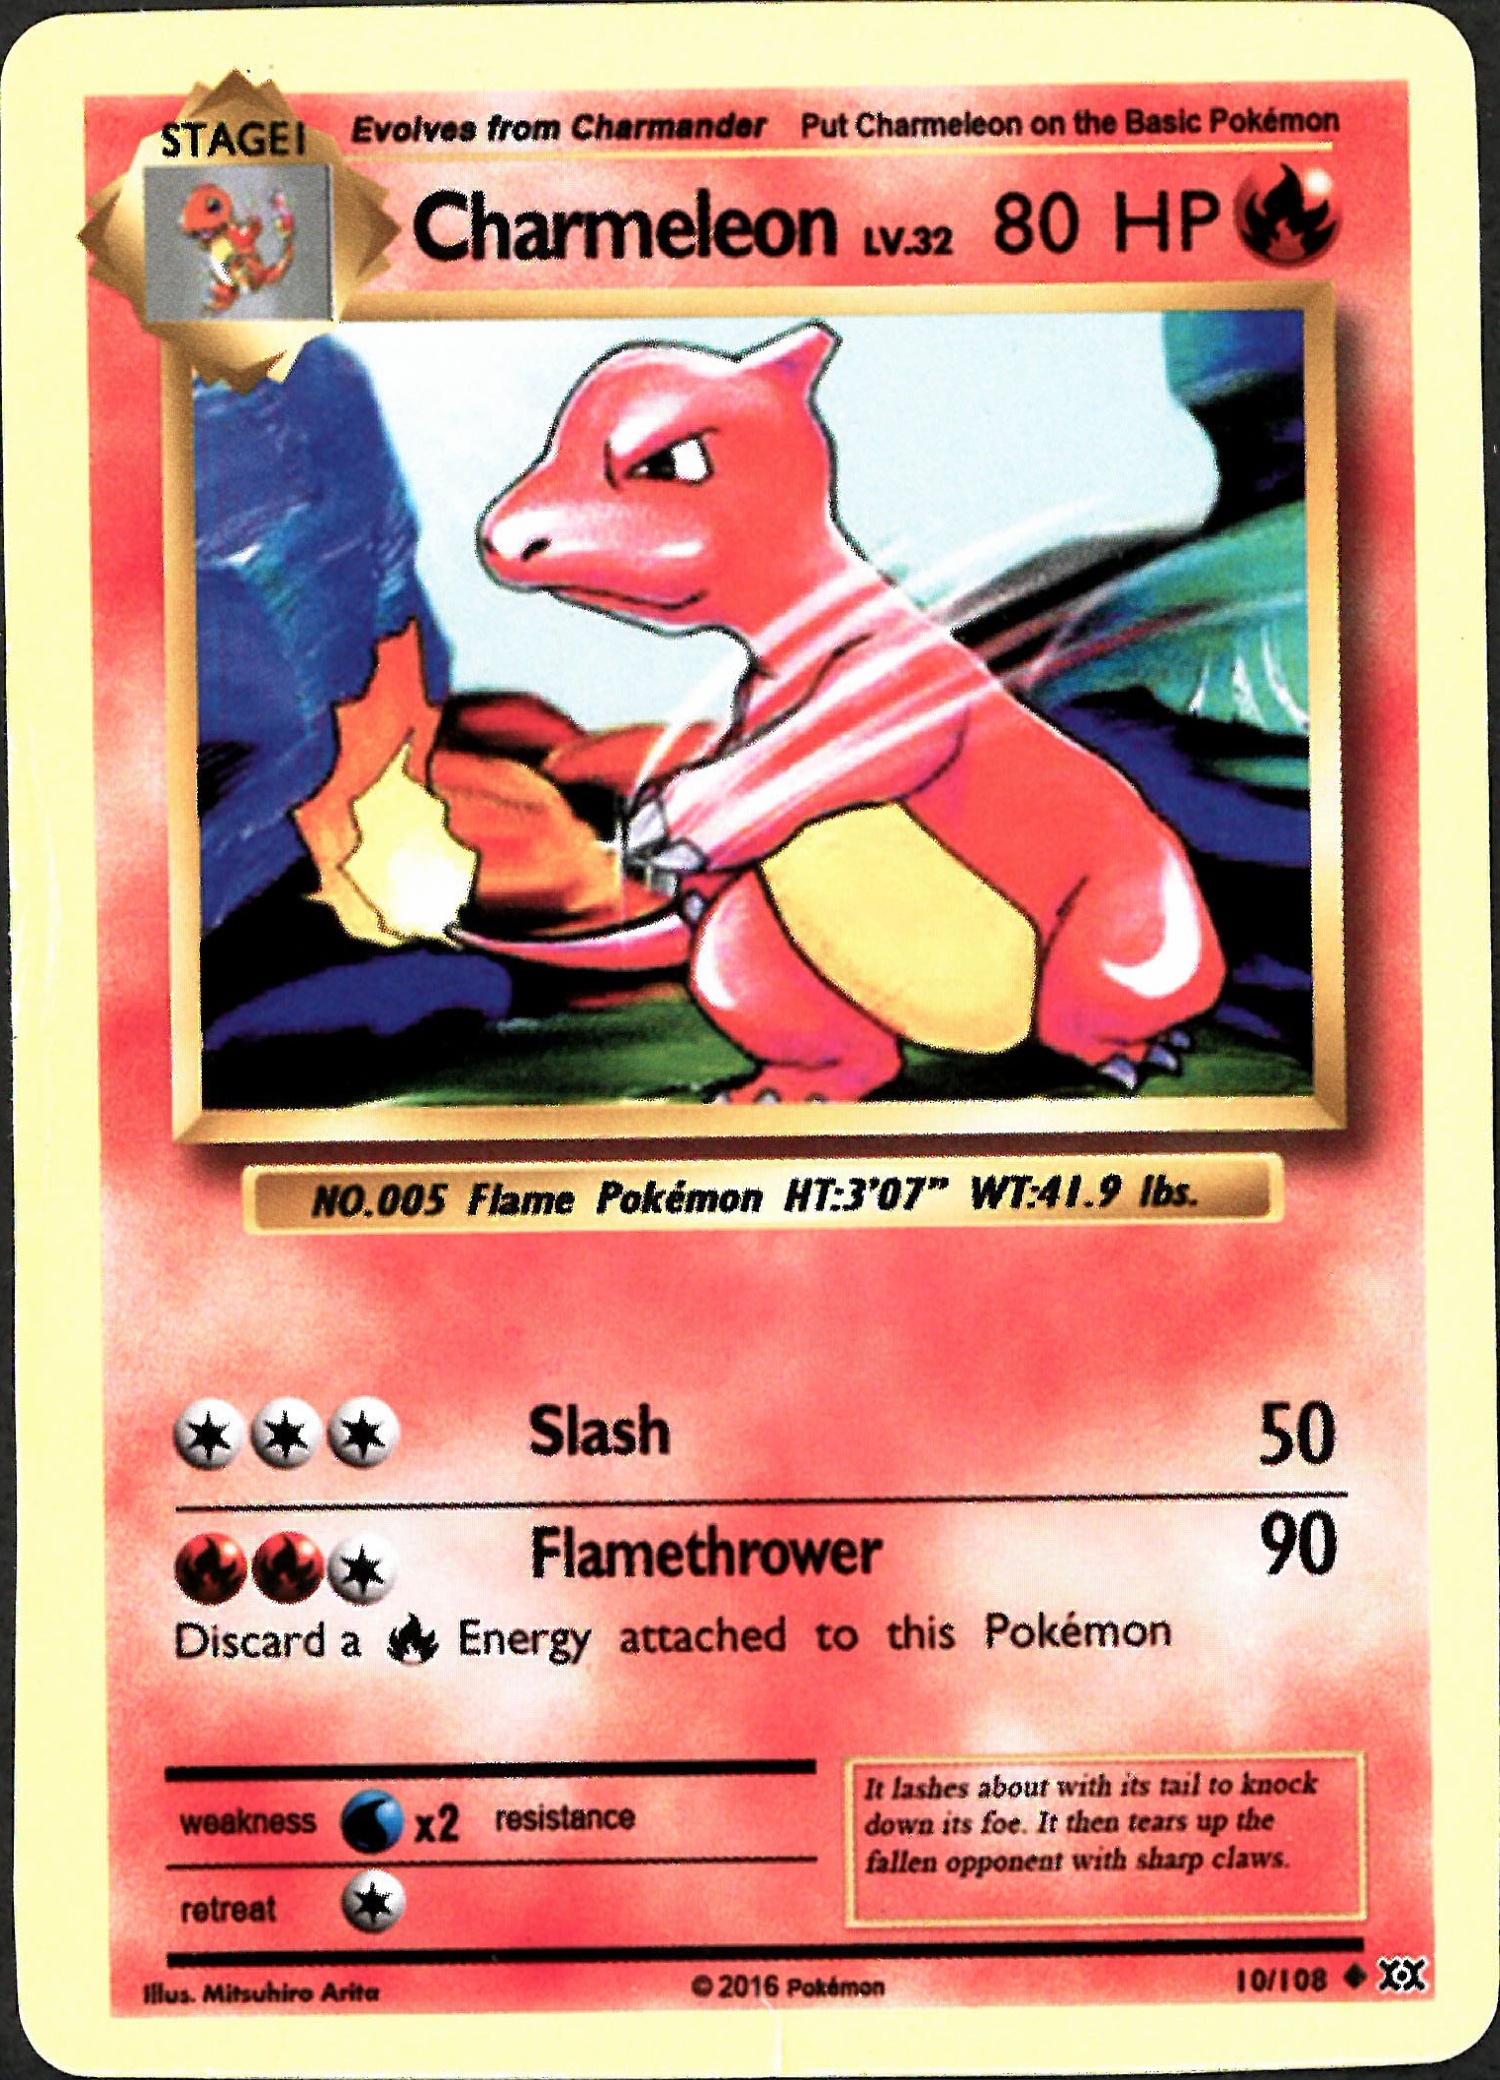 STAGE1
Evolves from Charmander Put Charmeleon on the Basic Pokémon
Charmeleon LV.32 80 HP
NO.005 Flame Pokémon HT:3'07" WT:41.9 lbs.
Slash 50
Flamethrower 90
Discard a Energy attached to this Pokémon
weakness x2 resistance
retreat
It lashes about with its tail to knock
down its foe. It then tears up the
fallen opponent with sharp claws.
Illus. Mitsuhiro Arita
© 2016 Pokémon
10/108